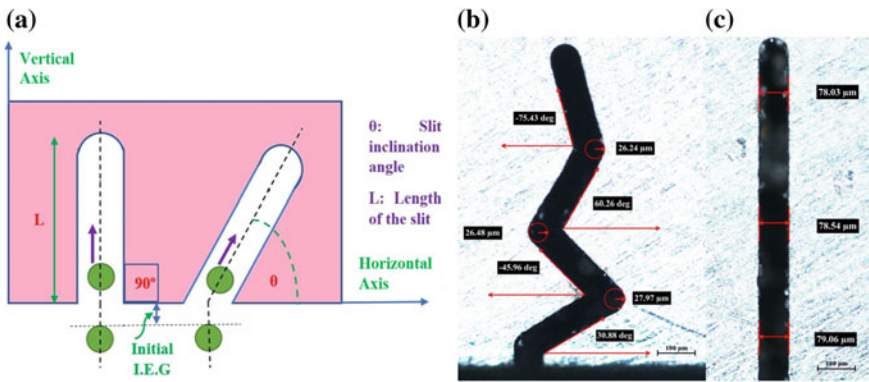 (a)
Vertical
Axis
L
90°
θ
Initial
I.E.G
θ: Slit
inclination
angle
L: Length
of the slit
Horizontal
Axis
(b)
-75.43 deg
26.24 µm
60.26 deg
26.48 µm
-45.96 deg
27.97 µm
30.88 deg
100 µm
(c)
78.03 µm
78.54 µm
79.06 µm
100 µm